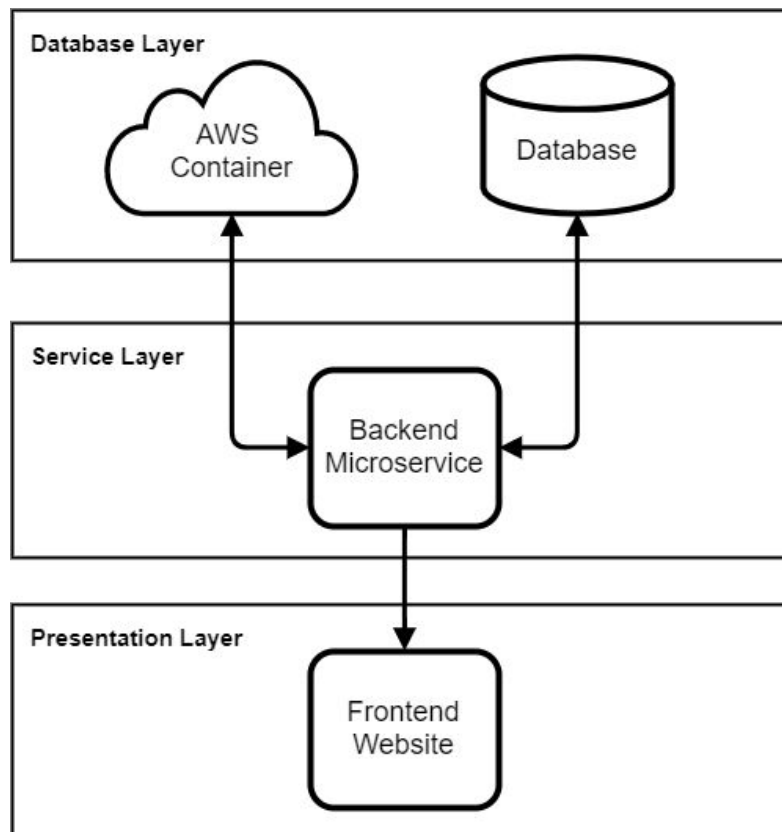 Database Layer
AWS
Container
Database
Service Layer
Backend
Microservice
Presentation Layer
Frontend
Website